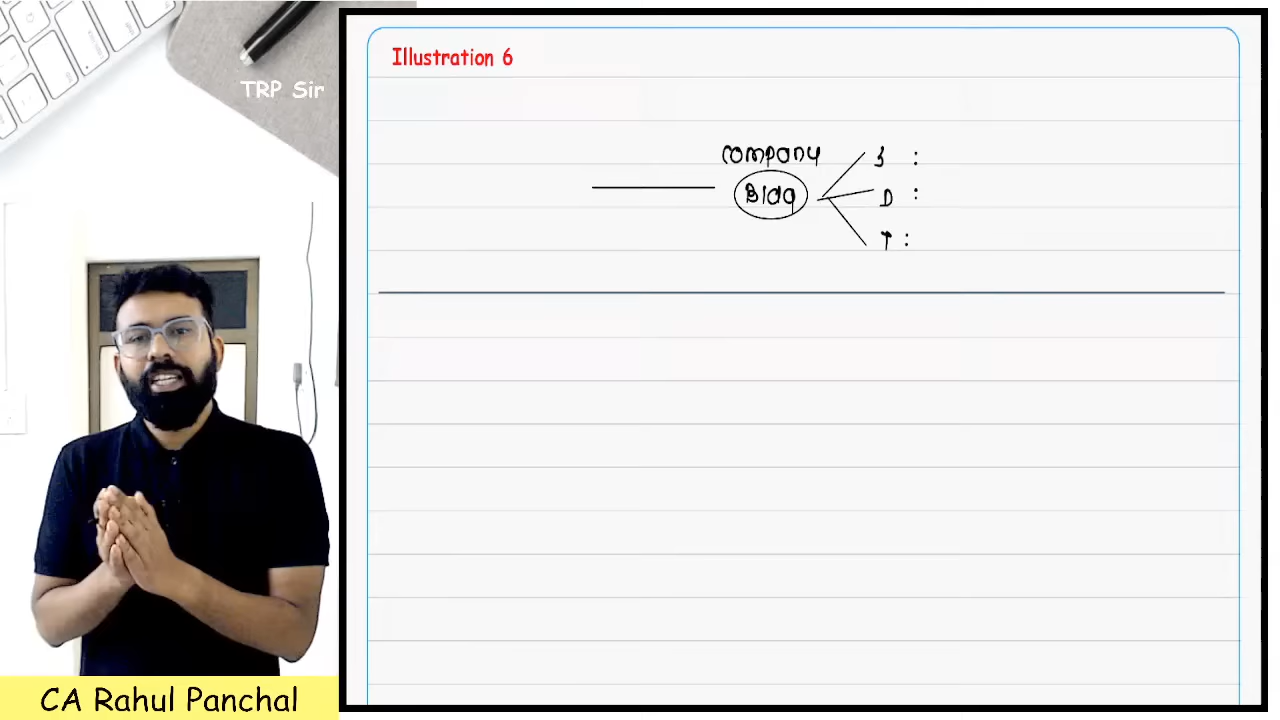 TRP Sir
Illustration 6
company
Bldg
S :
D :
T :
CA Rahul Panchal